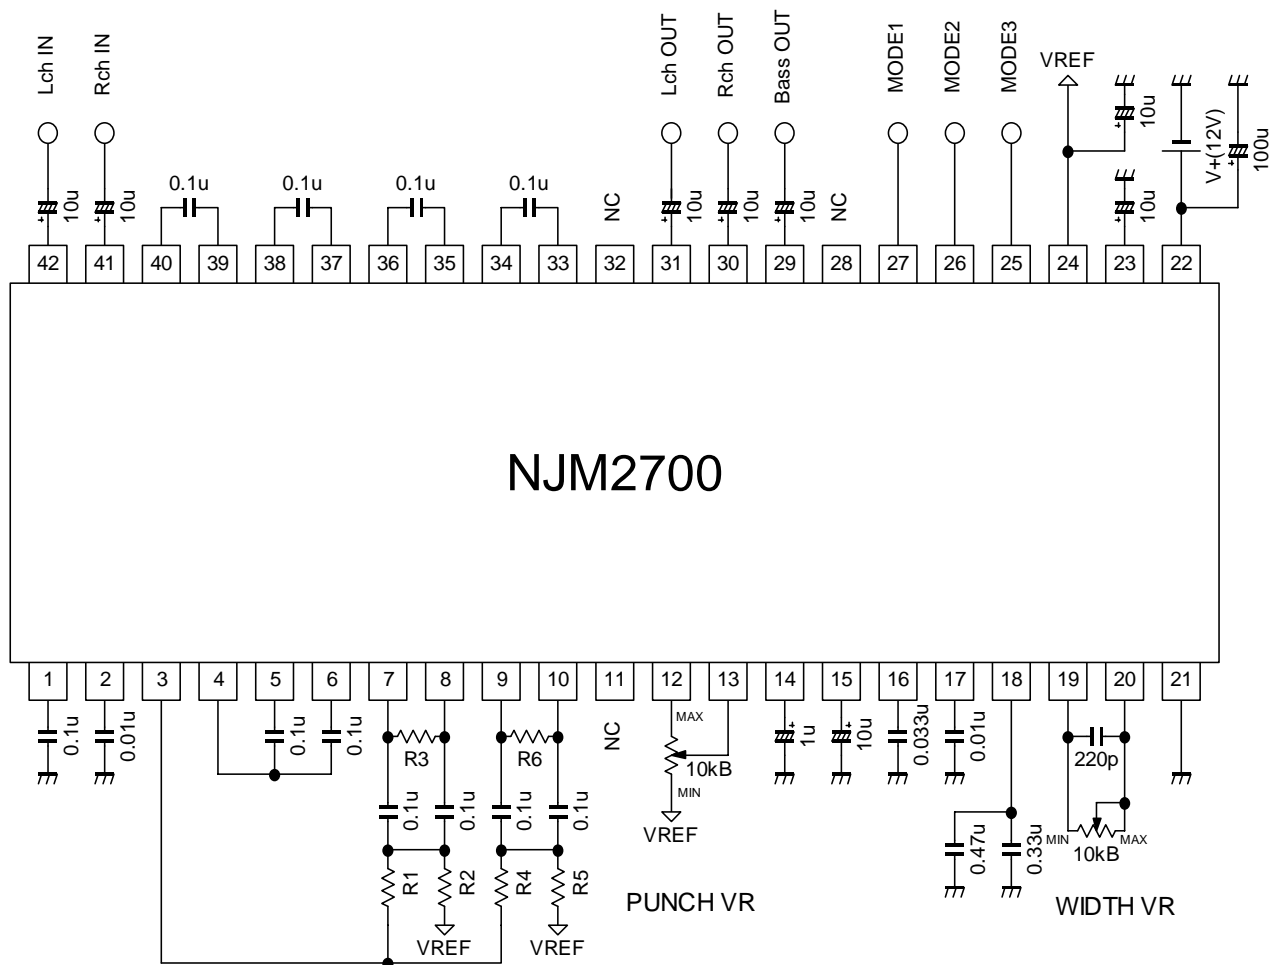 Lch IN
Rch IN
Lch OUT
Rch OUT
Bass OUT
MODE1
MODE2
MODE3
VREF
10u
V+(12V)
100u
10u
10u
0.1u
0.1u
0.1u
0.1u
NC
10u
10u
10u
NC
10u
42
41
40
39
38
37
36
35
34
33
32
31
30
29
28
27
26
25
24
23
22
NJM2700
1
2
3
4
5
6
7
8
9
10
11
12
13
14
15
16
17
18
19
20
21
0.1u
0.01u
0.1u
0.1u
R3
R6
NC
MAX
10kB
MIN
VREF
1u
10u
0.033u
0.01u
220p
0.1u
0.1u
0.1u
0.1u
0.47u
0.33u
MIN
10kB
MAX
R1
R2
R4
R5
VREF
VREF
PUNCH VR
WIDTH VR